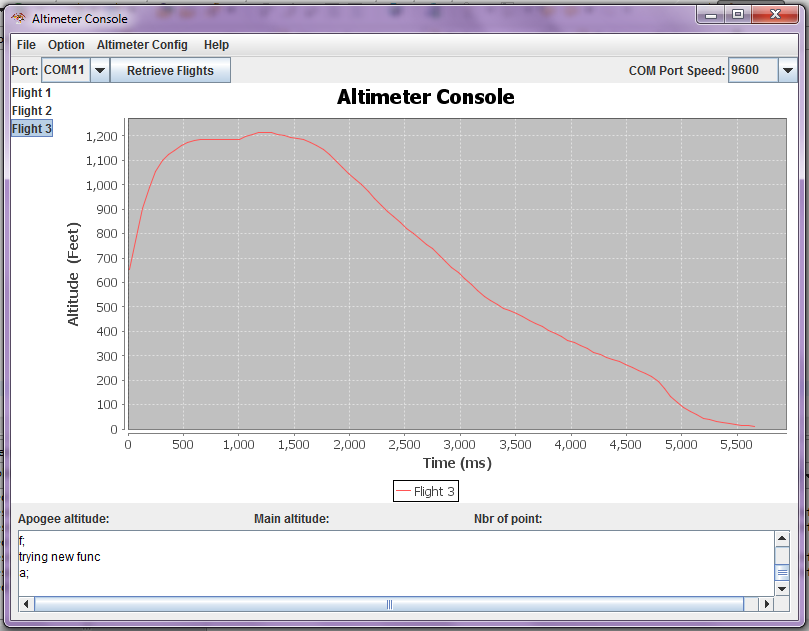 Altimeter Console
File Option Altimeter Config Help
Port: COM11 Retrieve Flights COM Port Speed: 9600
Flight 1
Flight 2
Flight 3
Altimeter Console
Altitude (Feet)
1,200
1,100
1,000
900
800
700
600
500
400
300
200
100
0
0 500 1,000 1,500 2,000 2,500 3,000 3,500 4,000 4,500 5,000 5,500
Time (ms)
Flight 3
Apogee altitude: Main altitude: Nbr of point:
f;
trying new func
a;